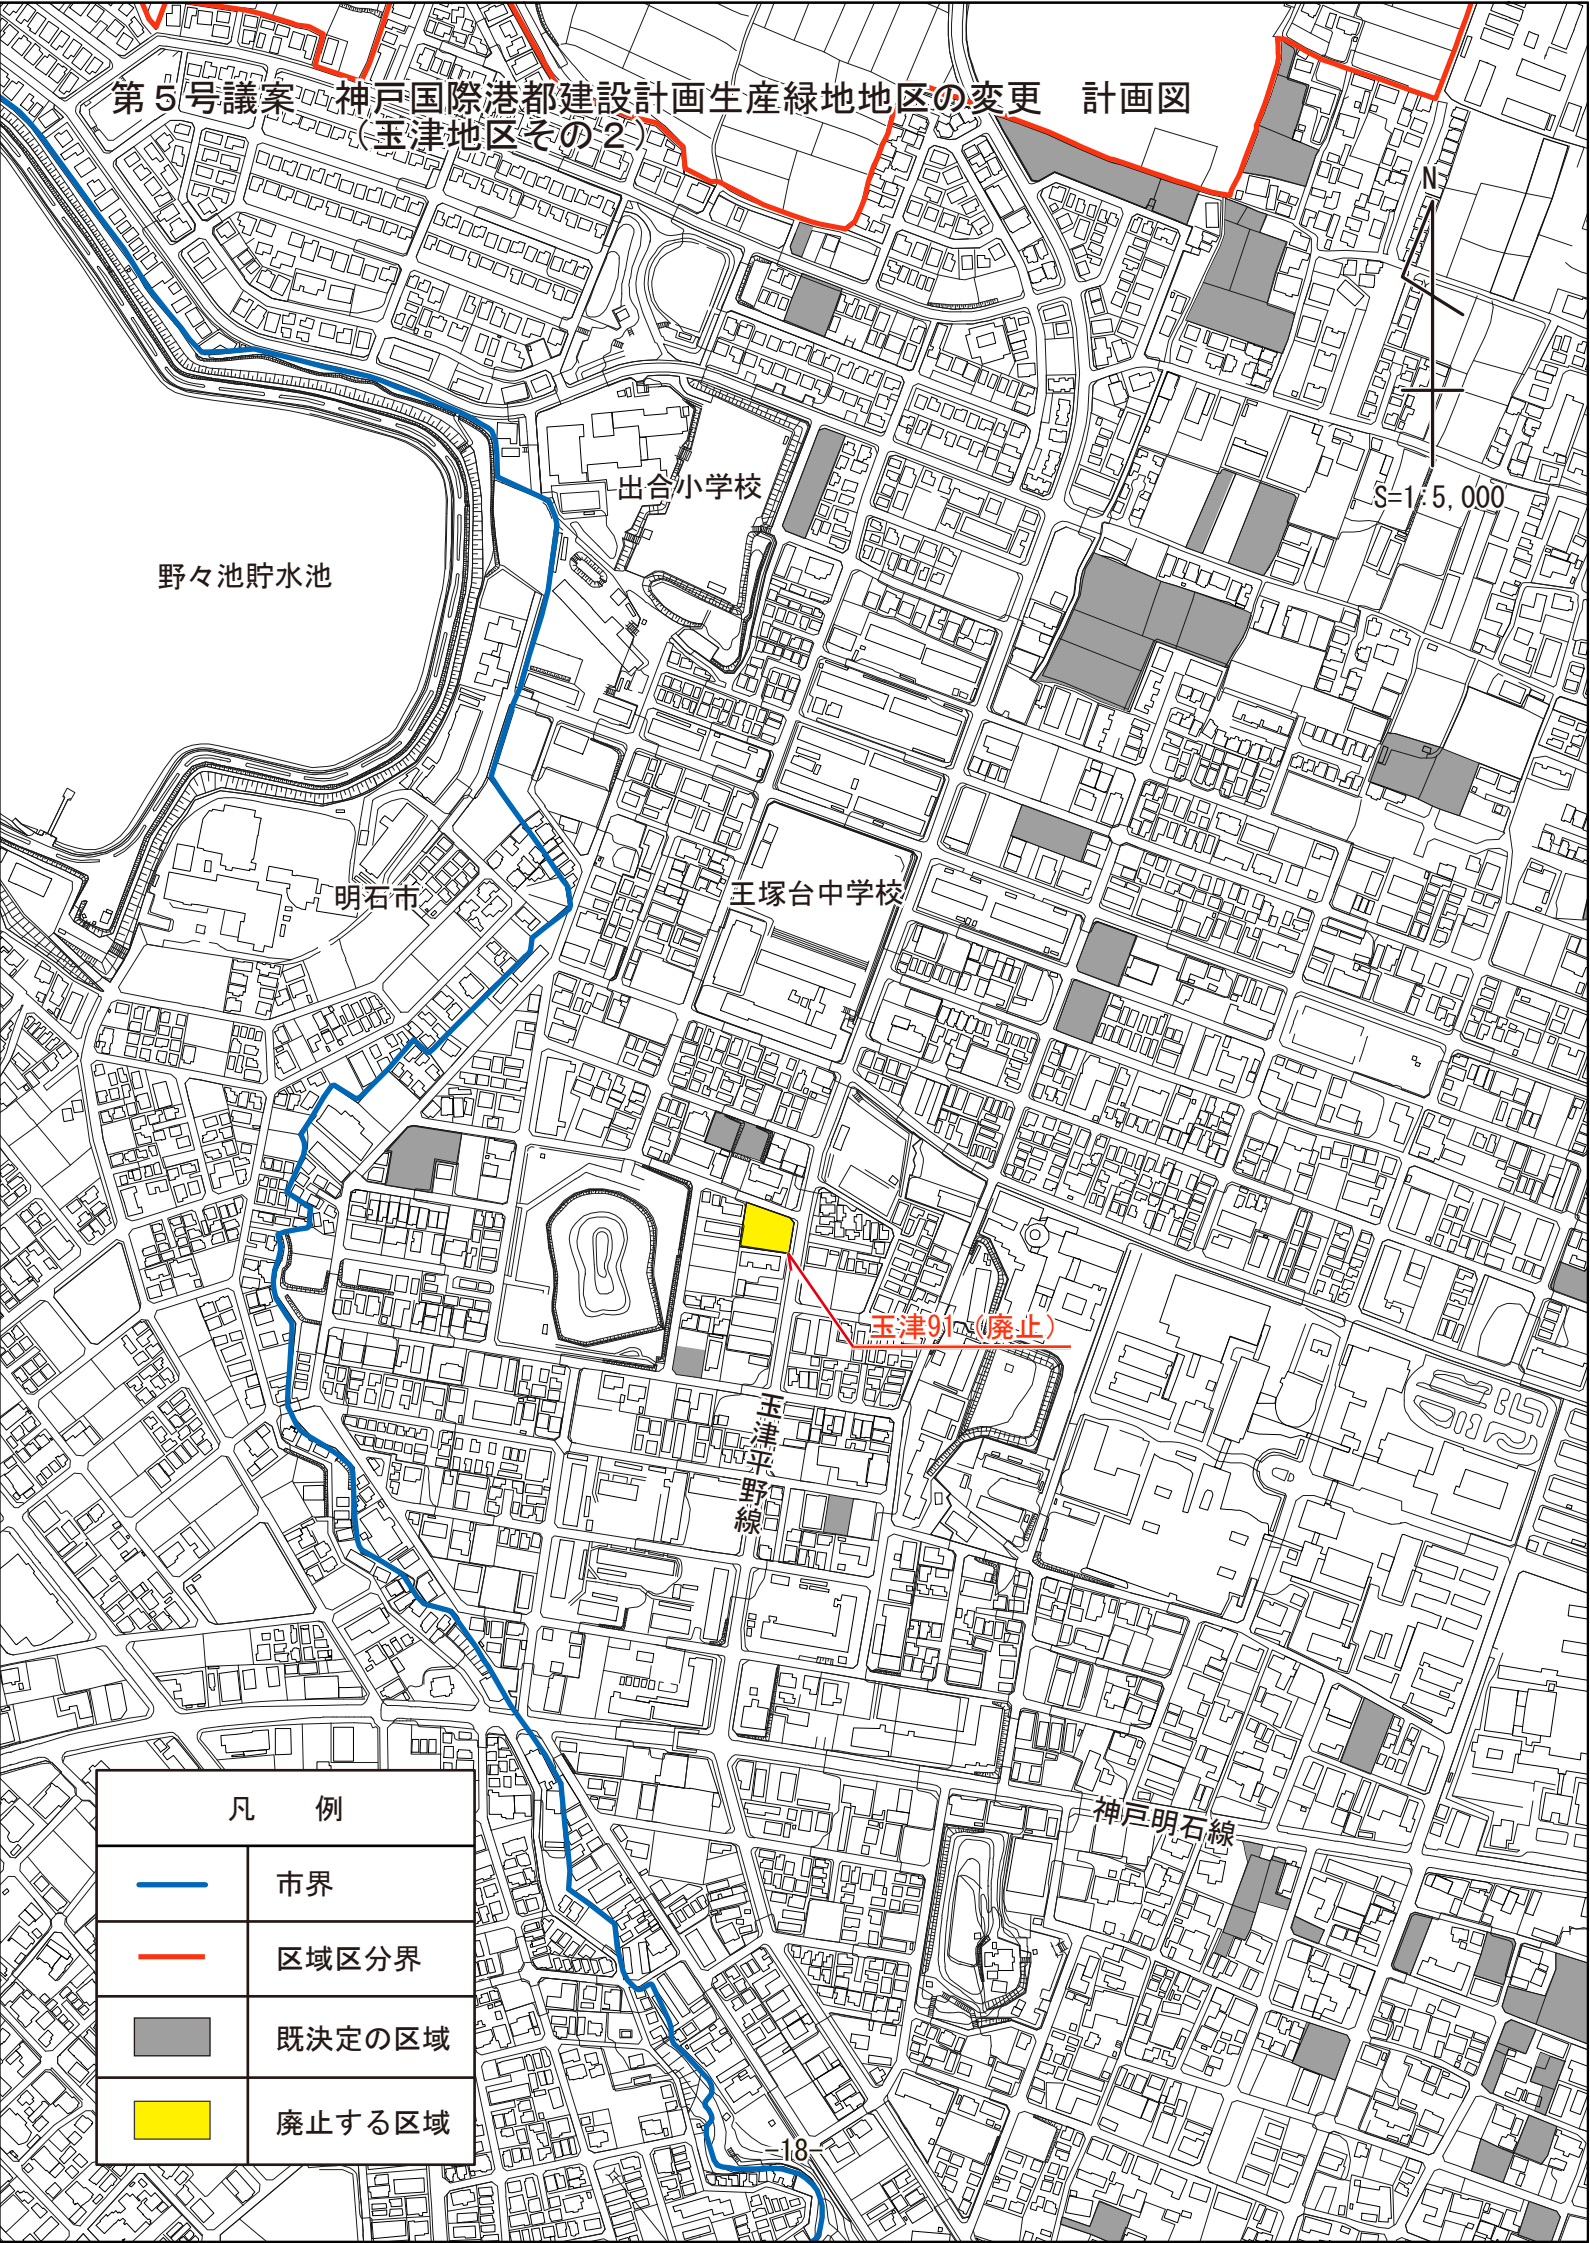 第５号議案　神戸国際港都建設計画生産緑地地区の変更　計画図
（玉津地区その２）
N
S=1:5,000
出合小学校
野々池貯水池
明石市
王塚台中学校
玉津91（廃止）
玉津平野線
神戸明石線
凡　例
市界
区域区分界
既決定の区域
廃止する区域
-18-